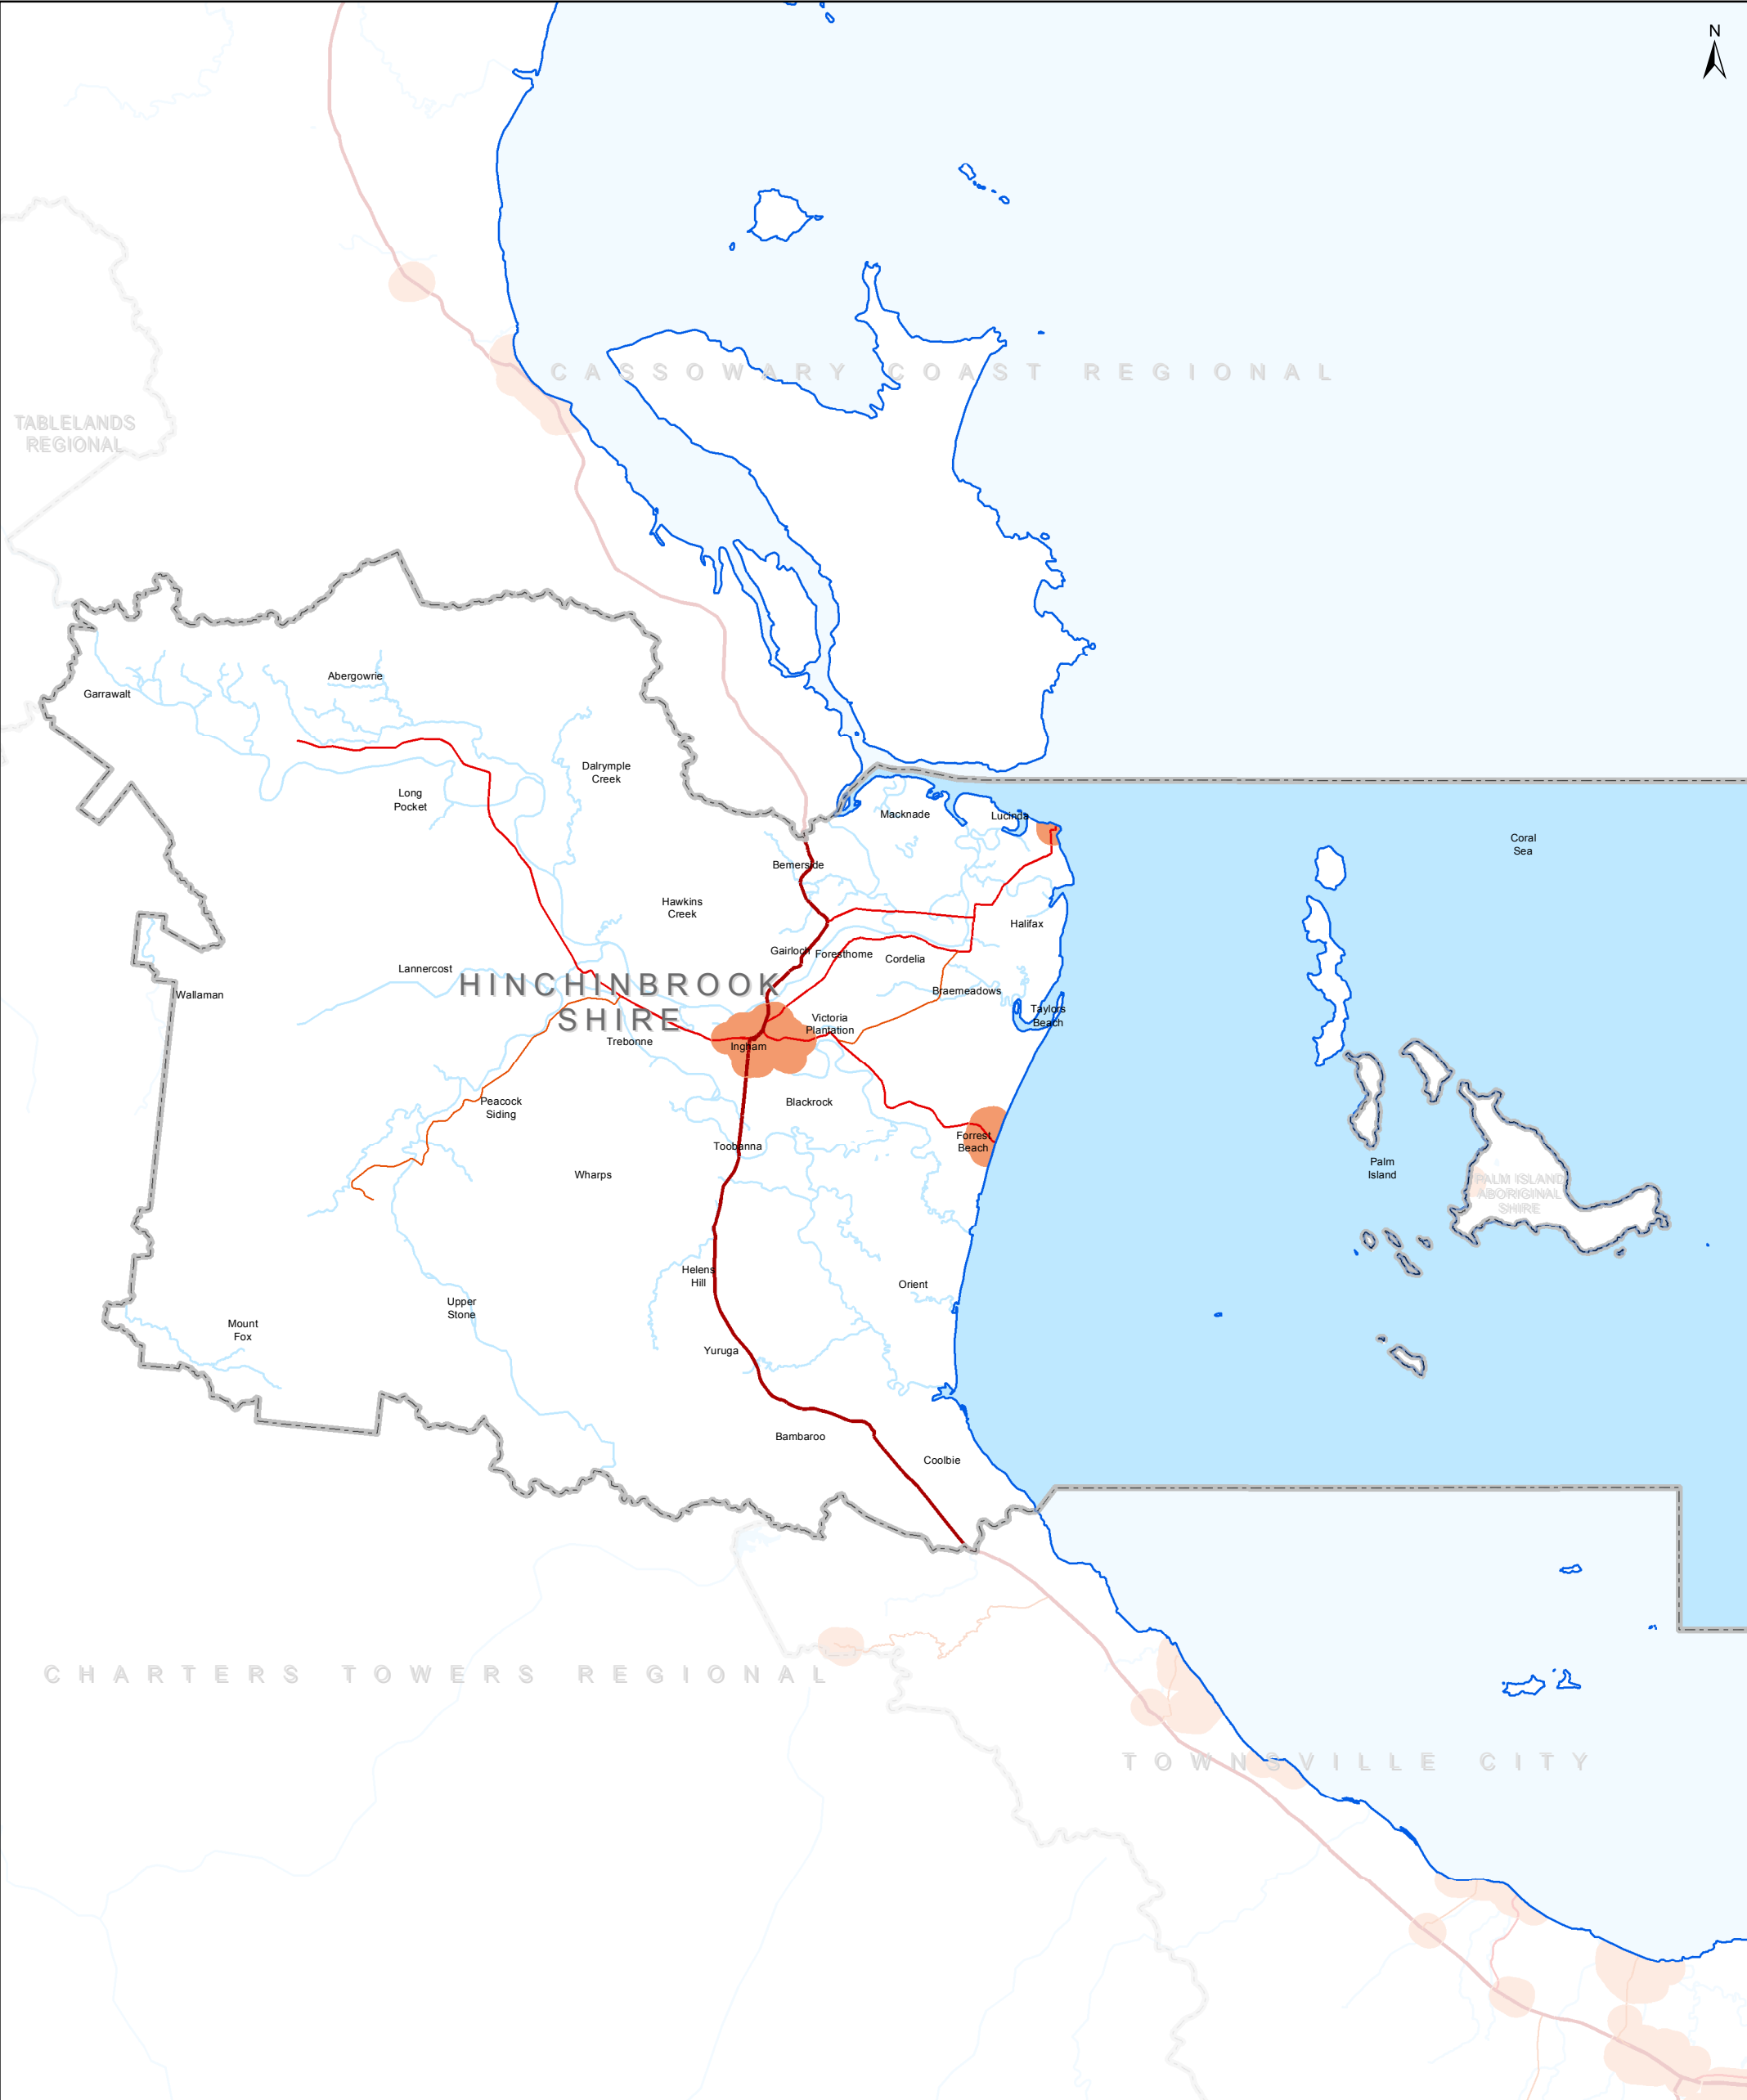 N
CASSOWARY COAST REGIONAL
TABLELANDS
REGIONAL
Abergowrie
Garrawalt
Dalrymple
Creek
Long
Pocket
Macknade
Lucinda
Coral
Sea
Bemerside
Hawkins
Creek
Halifax
Gairloch
Foresthome
Cordelia
Lannercost
HINCHINBROOK
SHIRE
Wallaman
Braemeadows
Taylors
Beach
Victoria
Plantation
Trebonne
Ingham
Peacock
Siding
Blackrock
Forrest
Beach
Toobanna
Palm
Island
Wharps
PALM ISLAND
ABORIGINAL
SHIRE
Helens
Hill
Orient
Upper
Stone
Mount
Fox
Yuruga
Bambaroo
Coolbie
CHARTERS TOWERS REGIONAL
TOWNSVILLE CITY